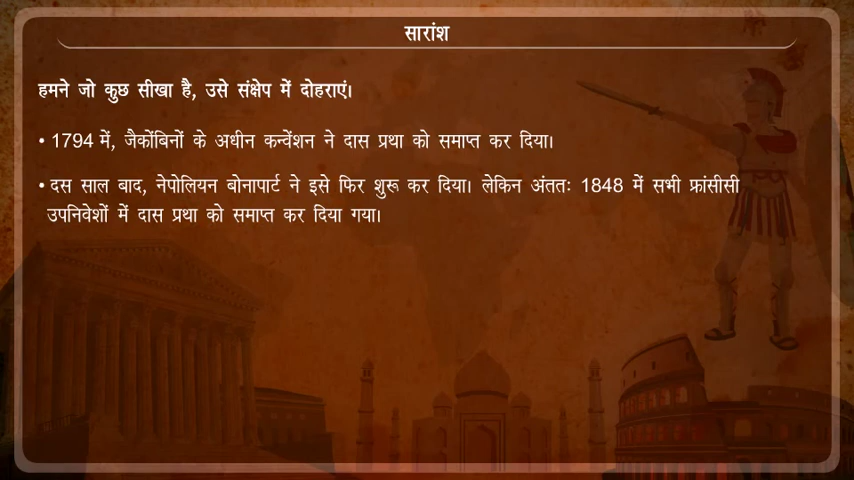 सारांश
हमने जो कुछ सीखा है, उसे संक्षेप में दोहराएं।
• 1794 में, जैकोंबिनों के अधीन कन्वेंशन ने दास प्रथा को समाप्त कर दिया।
• दस साल बाद, नेपोलियन बोनापार्ट ने इसे फिर शुरू कर दिया। लेकिन अंततः 1848 में सभी फ्रांसीसी
उपनिवेशों में दास प्रथा को समाप्त कर दिया गया।